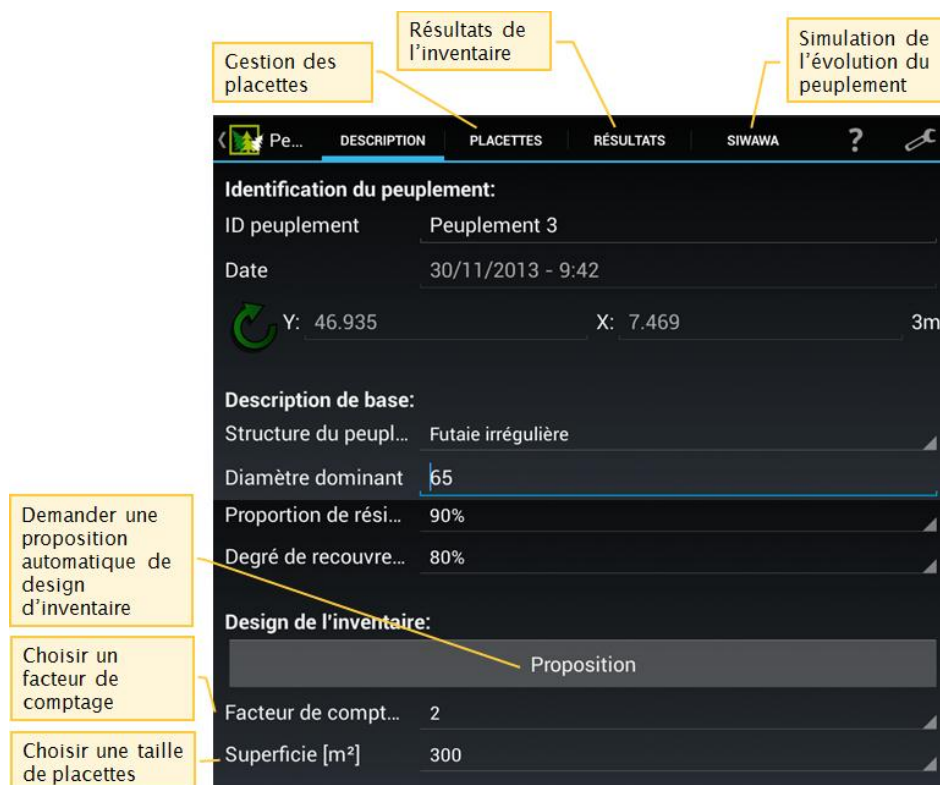 Résultats de
l'inventaire
Simulation de
l'évolution du
peuplement
Gestion des
placettes
Pe... DESCRIPTION PLACETTES RÉSULTATS SIWAWA ?
Identification du peuplement:
ID peuplement Peuplement 3
Date 30/11/2013 - 9:42
Y: 46.935 X: 7.469 3m
Description de base:
Structure du peupl... Futaie irrégulière
Diamètre dominant 65
Proportion de rési... 90%
Degré de recouvre... 80%
Demander une
proposition
automatique de
design
d'inventaire
Design de l'inventaire:
Proposition
Choisir un
facteur de
comptage
Facteur de compt... 2
Choisir une taille
de placettes
Superficie [m²] 300